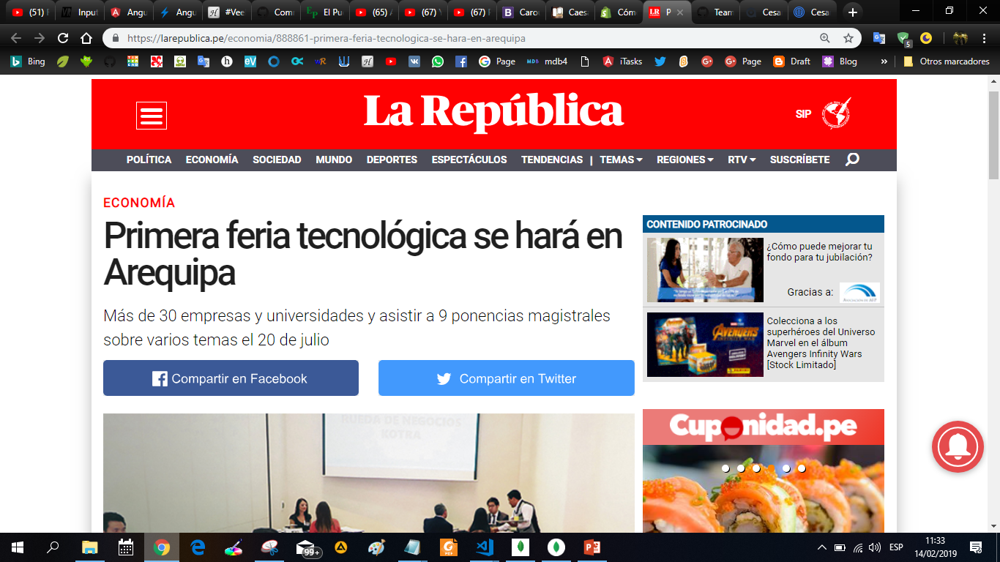 (51) F
Input
Angu
Angu
#Vee
Comr
El Pu
(65) /
(67) Y
(67) F
Caro
Caes
Cómo
P
Team
Cesa
Cesa
https://larepublica.pe/economia/888861-primera-feria-tecnologica-se-hara-en-arequipa
5
Bing
Page
mdb4
iTasks
Page
Draft
Blog
»
Otros marcadores
La República
SIP
POLÍTICA ECONOMÍA SOCIEDAD MUNDO DEPORTES ESPECTÁCULOS TENDENCIAS | TEMAS REGIONES RTV SUSCRÍBETE
ECONOMÍA
Primera feria tecnológica se hará en
Arequipa
Más de 30 empresas y universidades y asistir a 9 ponencias magistrales
sobre varios temas el 20 de julio
Compartir en Facebook
Compartir en Twitter
RUEDA DE NEGOCIOS
KOTRA
CONTENIDO PATROCINADO
¿Cómo puede mejorar tu
fondo para tu jubilación?
Gracias a:
AVENGERS
Colecciona a los
superhéroes del Universo
Marvel en el álbum
Avengers Infinity Wars
[Stock Limitado]
Cuponidad.pe
99+
ESP
11:33
14/02/2019